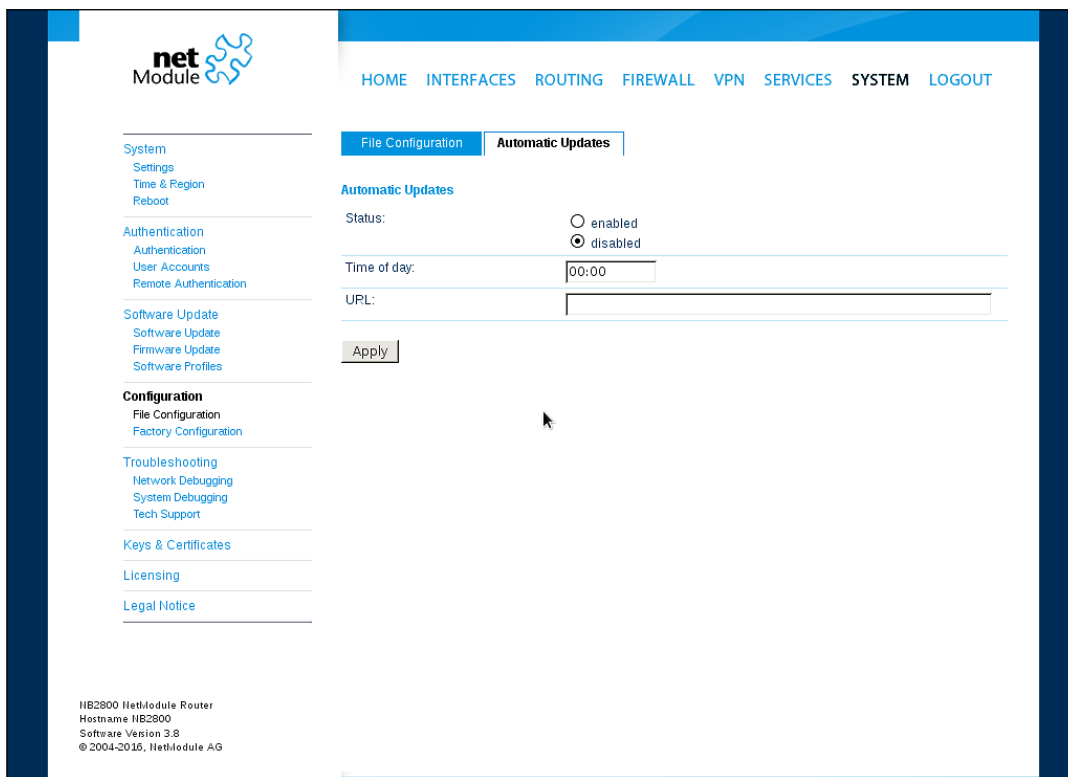 net
Module
HOME INTERFACES ROUTING FIREWALL VPN SERVICES SYSTEM LOGOUT
System
Settings
Time & Region
Reboot
Authentication
Authentication
User Accounts
Remote Authentication
Software Update
Software Update
Firmware Update
Software Profiles
Configuration
File Configuration
Factory Configuration
Troubleshooting
Network Debugging
System Debugging
Tech Support
Keys & Certificates
Licensing
Legal Notice
File Configuration Automatic Updates
Automatic Updates
Status:
enabled
disabled
Time of day: 00:00
URL:
Apply
NB2800 NetModule Router
Hostname NB2800
Software Version 3.8
© 2004-2016, NetModule AG